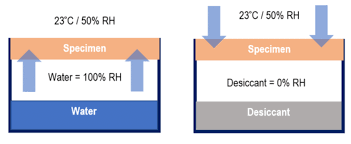 23˚C / 50% RH
Specimen
Water = 100% RH
Water
23˚C / 50% RH
Specimen
Desiccant = 0% RH
Desiccant